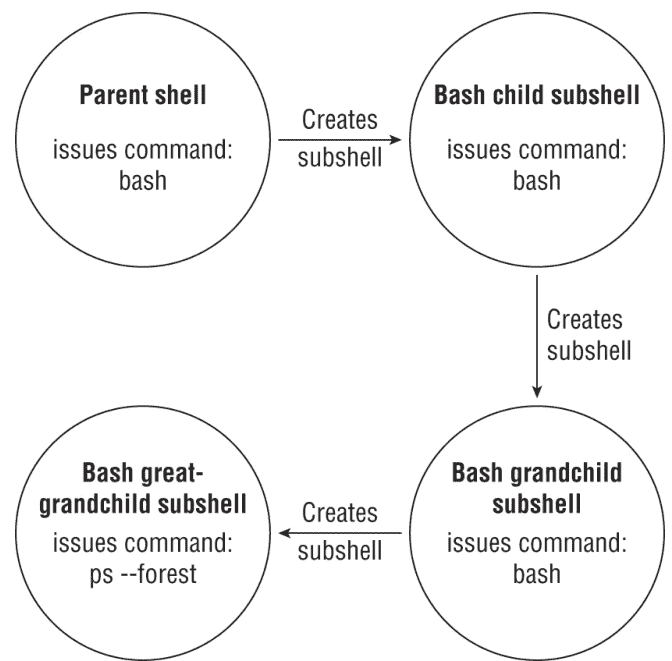 Parent shell
issues command:
bash
Creates
subshell
Bash child subshell
issues command:
bash
Creates
subshell
Bash grandchild
subshell
issues command:
bash
Creates
subshell
Bash great-
grandchild subshell
issues command:
ps --forest